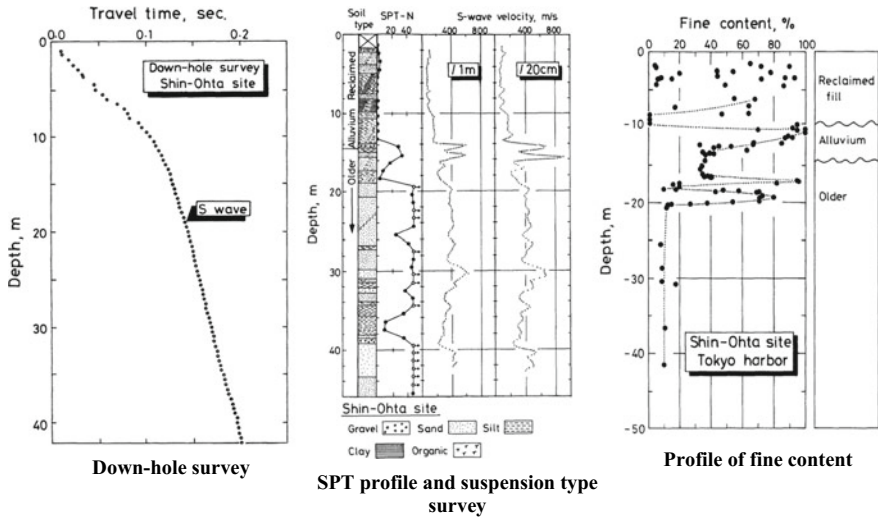 Travel time, sec.
0.0 0.1 0.2
Down-hole survey
Shin-Ohta site
S wave
Depth, m
0
10
20
30
40
Down-hole survey
Soil type
SPT-N
20 40
S-wave velocity, m/s
400 800 400 800
/ 1m
/ 20cm
Reclaimed
Alluvium
Older
Depth, m
0
10
20
30
40
Shin-Ohta site
Gravel Sand Silt
Clay Organic
SPT profile and suspension type
survey
Fine content, %
0 20 40 60 80 100
Reclaimed
fill
Alluvium
Older
Depth, m
0
-10
-20
-30
-40
-50
Shin-Ohta site
Tokyo harbor
Profile of fine content